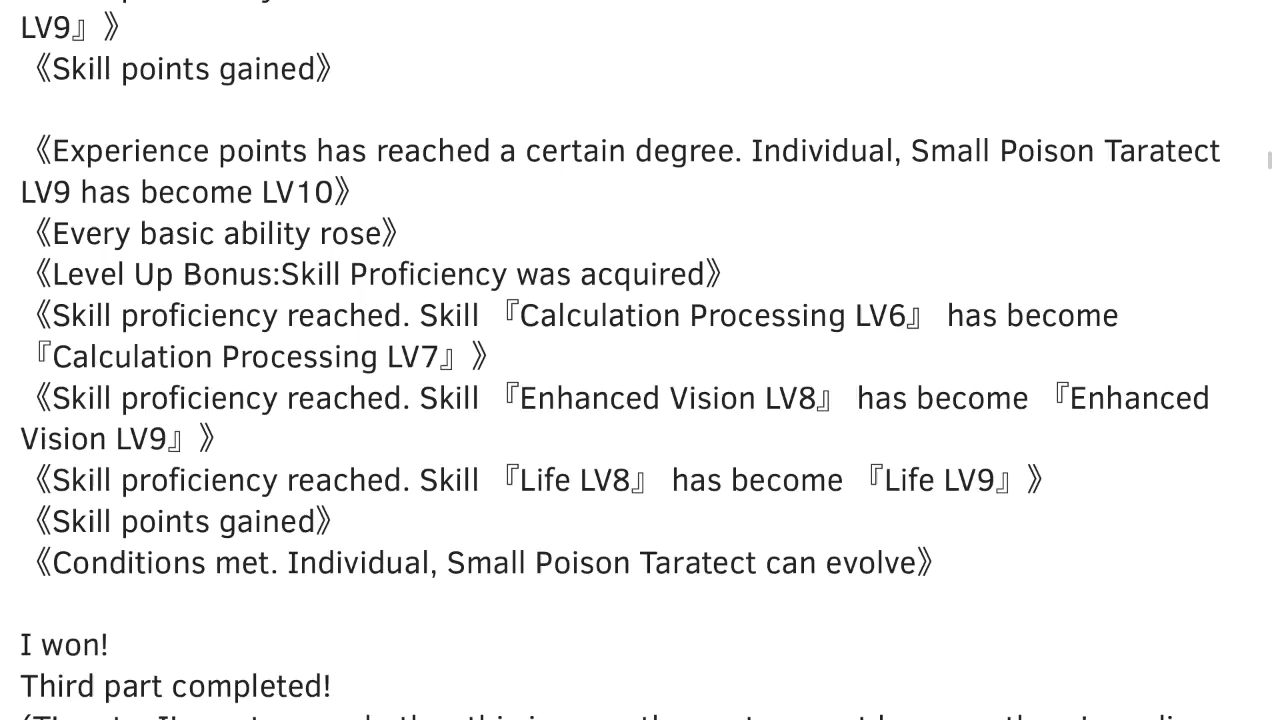 LV9』》
《Skill points gained》
《Experience points has reached a certain degree. Individual, Small Poison Taratect
LV9 has become LV10》
《Every basic ability rose》
《Level Up Bonus:Skill Proficiency was acquired》
《Skill proficiency reached. Skill 『Calculation Processing LV6』 has become
『Calculation Processing LV7』》
《Skill proficiency reached. Skill 『Enhanced Vision LV8』 has become 『Enhanced
Vision LV9』》
《Skill proficiency reached. Skill 『Life LV8』 has become 『Life LV9』》
《Skill points gained》
《Conditions met. Individual, Small Poison Taratect can evolve》
I won!
Third part completed!